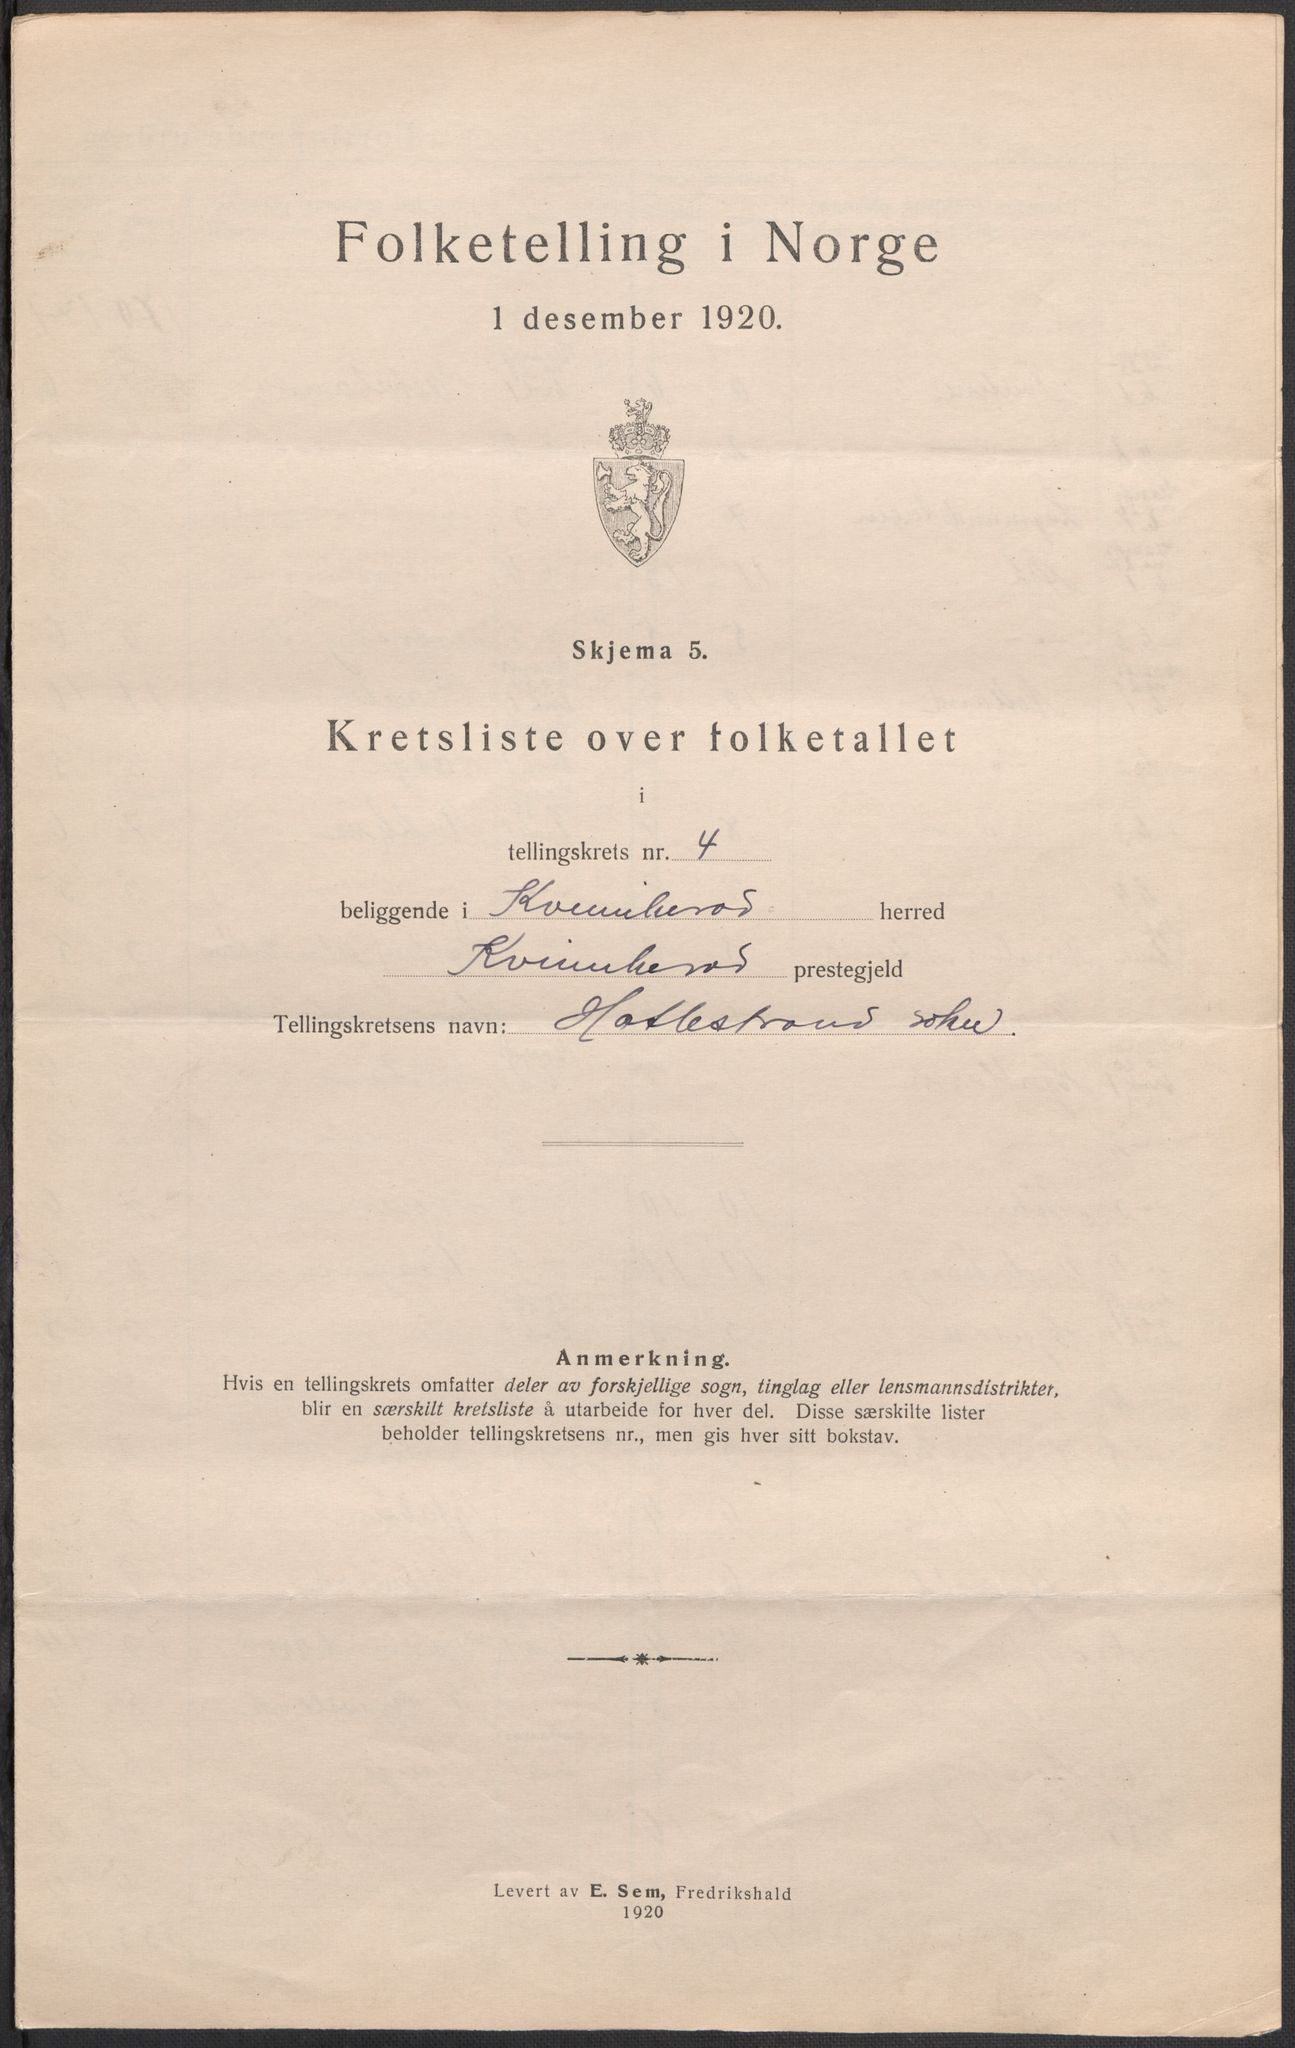 Folketelling i Norge
1 desember 1920.
Skjema 5.
Kretsliste over folketallet
i
tellingskrets nr. 4
beliggende i Kvinnherad herred
Kvinnherad prestegjeld
Tellingskretsens navn: Hatlestrand sokn.
Anmerkning.
Hvis en tellingskrets omfatter deler av forskjellige sogn, tinglag eller lensmannsdistrikter,
blir en særskilt kretsliste å utarbeide for hver del. Disse særskilte lister
beholder tellingskretsens nr., men gis hver sitt bokstav.
Levert av E. Sem, Fredrikshald
1920